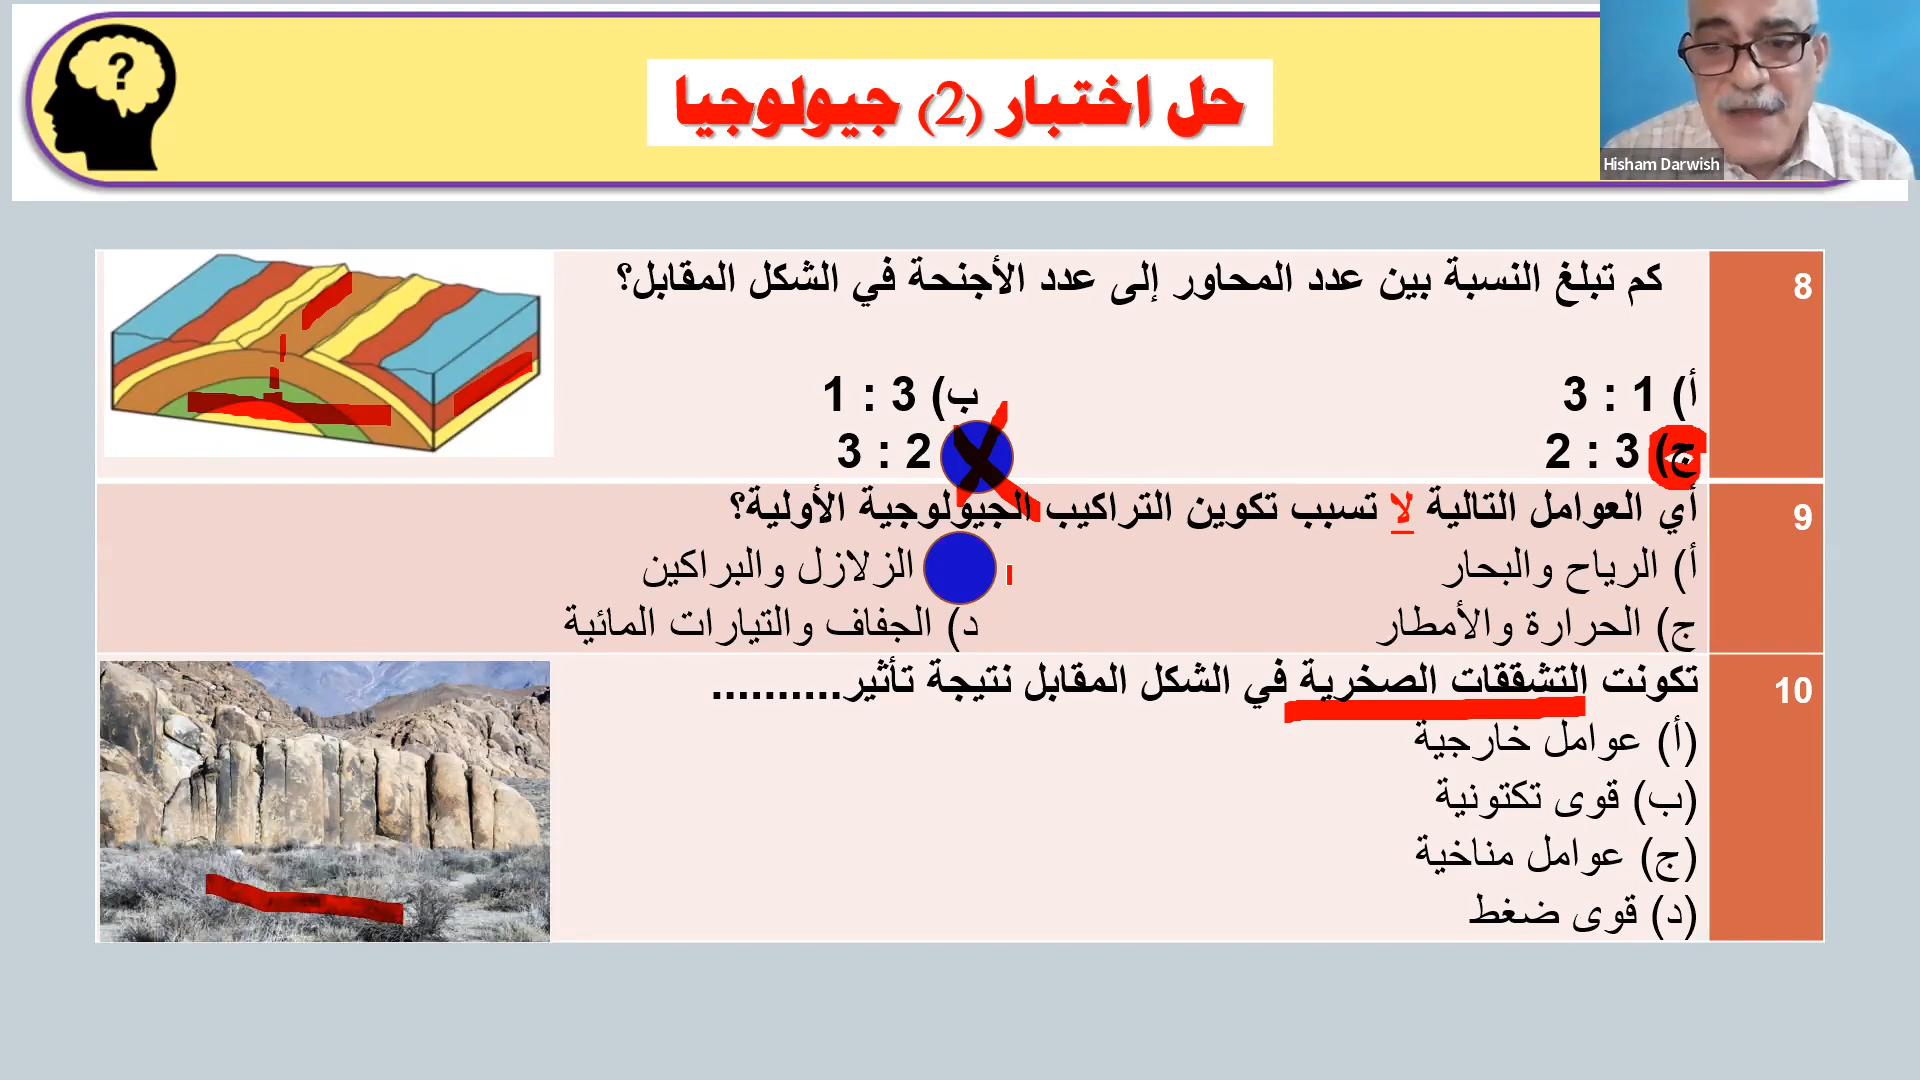 ?
حل اختبار (2) جيولوجيا
Hisham Darwish
8
كم تبلغ النسبة بين عدد المحاور إلى عدد الأجنحة في الشكل المقابل؟
أ) 1 : 3
ب) 3 : 1
ج) 3 : 2
2 : 3
9
أي العوامل التالية لا تسبب تكوين التراكيب الجيولوجية الأولية؟
أ) الرياح والبحار
الزلازل والبراكين
ج) الحرارة والأمطار
د) الجفاف والتيارات المائية
10
تكونت التشققات الصخرية في الشكل المقابل نتيجة تأثير..........
(أ) عوامل خارجية
(ب) قوى تكتونية
(ج) عوامل مناخية
(د) قوى ضغط